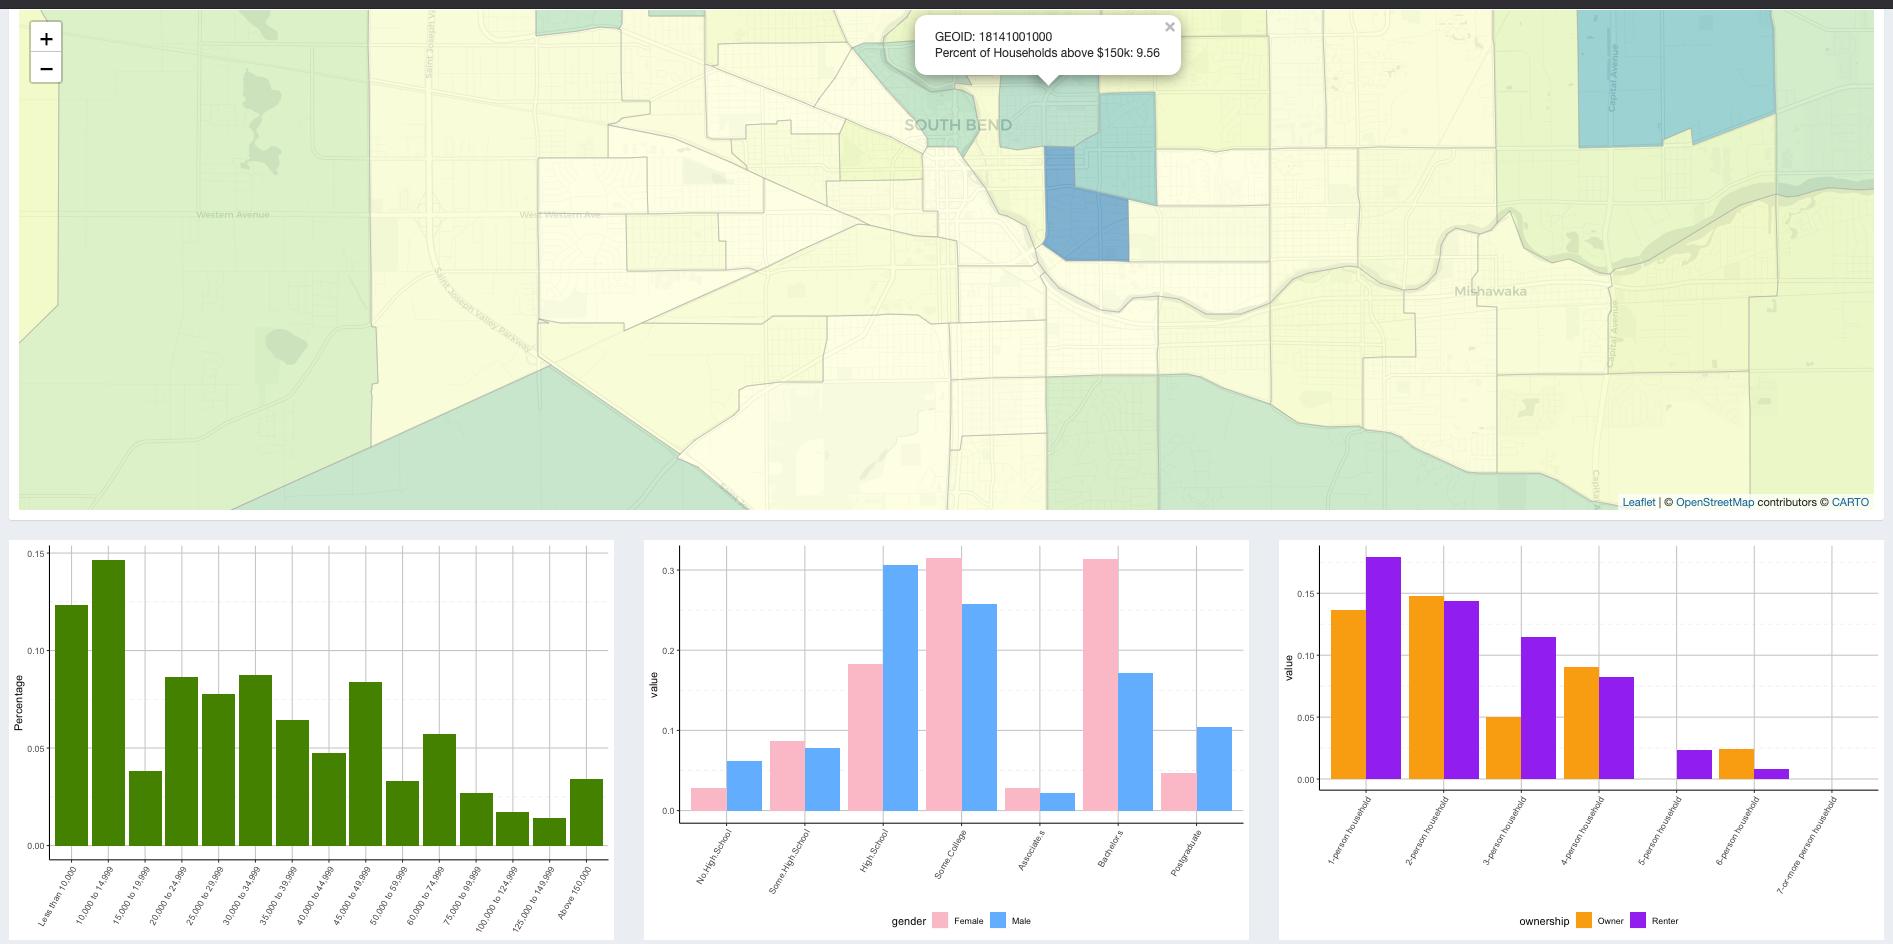 +
−
GEOID: 18141001000
Percent of Households above $150k: 9.56
×
Saint Joseph Va
Capital Avenue
SOUTH BEND
Western Avenue
West Western Ave
Saint Joseph Valley Parkway
Mishawaka
Capital Avenue
Leaflet | © OpenStreetMap contributors © CARTO
Percentage
0.15
0.10
0.05
0.00
Less than 10,000
10,000 to 14,999
15,000 to 19,999
20,000 to 24,999
25,000 to 29,999
30,000 to 34,999
35,000 to 39,999
40,000 to 44,999
45,000 to 49,999
50,000 to 59,999
60,000 to 74,999
75,000 to 99,999
100,000 to 124,999
125,000 to 149,999
Above 150,000
value
0.3
0.2
0.1
0.0
No.High.School
Some.High.School
High.School
Some.College
Associate.s
Bachelor.s
Postgraduate
gender
Female
Male
value
0.15
0.10
0.05
0.00
1-person household
2-person household
3-person household
4-person household
5-person household
6-person household
7-or-more person household
ownership
Owner
Renter